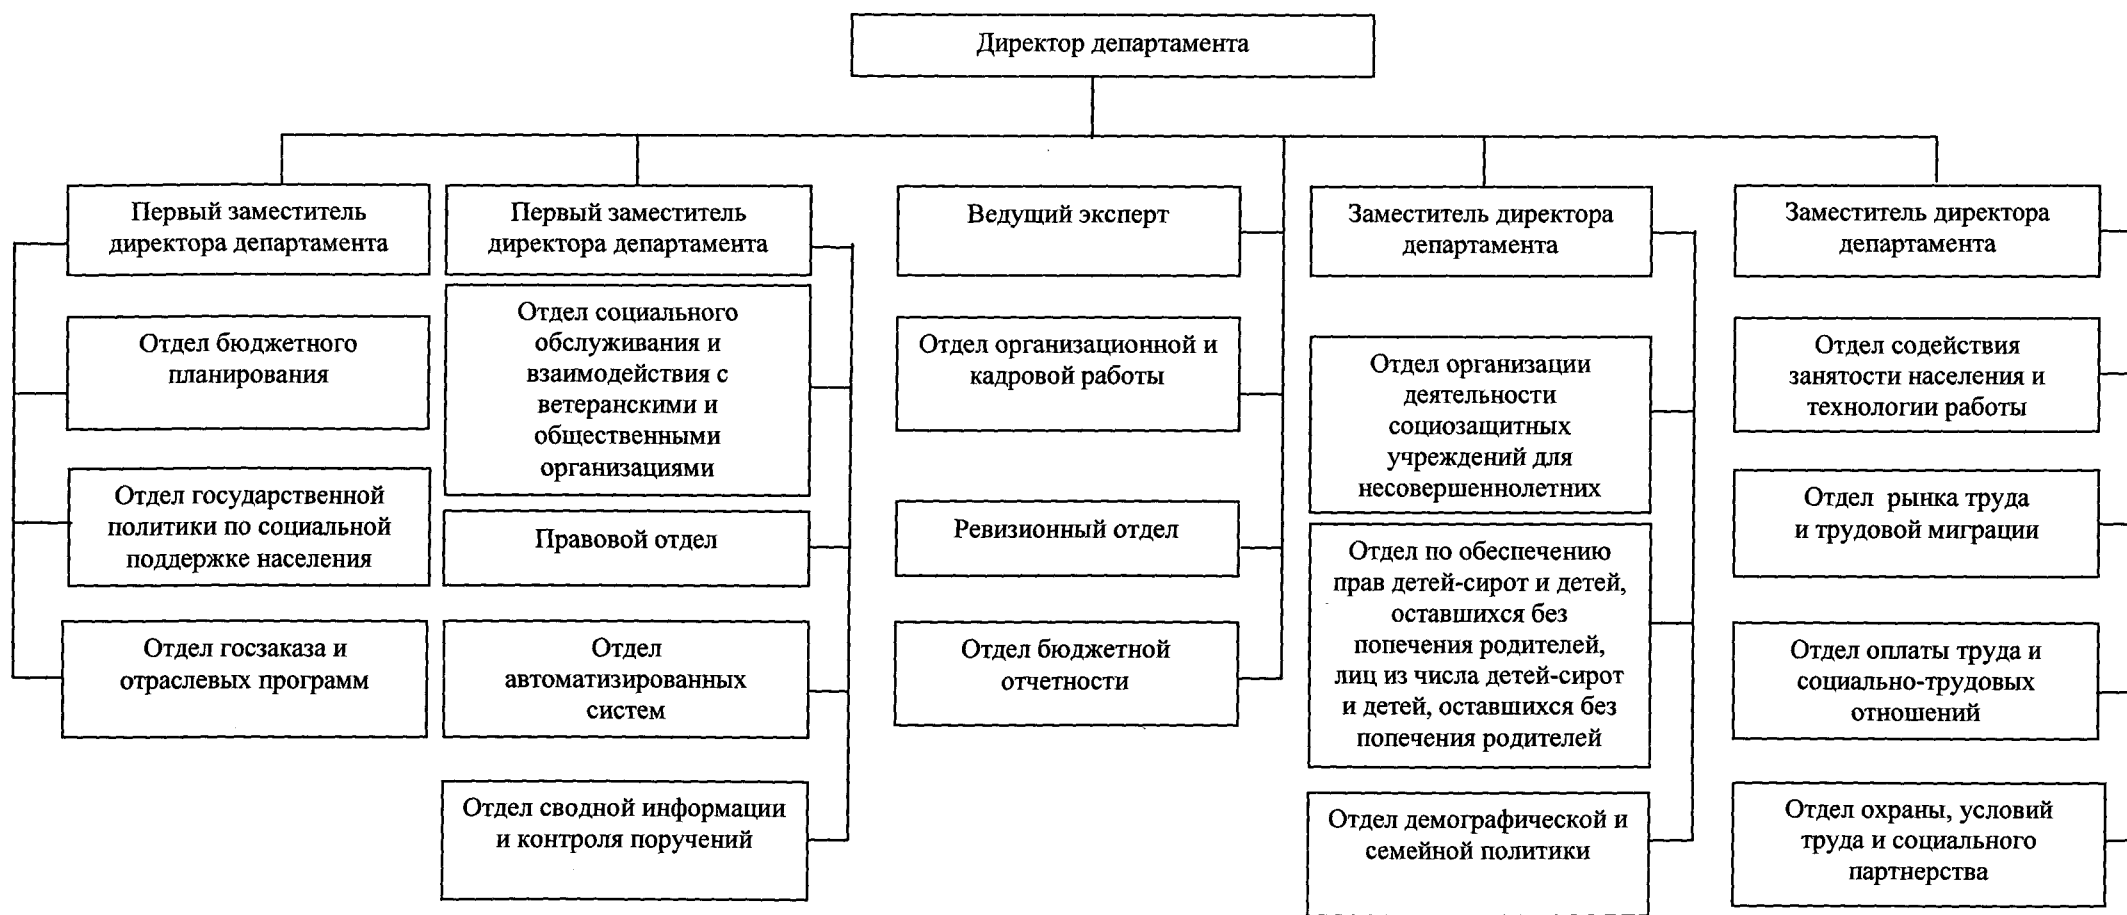 Директор департамента
Первый заместитель
директора департамента
Отдел бюджетного
планирования
Отдел государственной
политики по социальной
поддержке населения
Отдел госзаказа и
отраслевых программ
Первый заместитель
директора департамента
Отдел социального
обслуживания и
взаимодействия с
ветеранскими и
общественными
организациями
Правовой отдел
Отдел
автоматизированных
систем
Отдел сводной информации
и контроля поручений
Ведущий эксперт
Отдел организационной и
кадровой работы
Ревизионный отдел
Отдел бюджетной
отчетности
Заместитель директора
департамента
Отдел организации
деятельности
социозащитных
учреждений для
несовершеннолетних
Отдел по обеспечению
прав детей-сирот и детей,
оставшихся без
попечения родителей,
лиц из числа детей-сирот
и детей, оставшихся без
попечения родителей
Отдел демографической и
семейной политики
Заместитель директора
департамента
Отдел содействия
занятости населения и
технологии работы
Отдел рынка труда
и трудовой миграции
Отдел оплаты труда и
социально-трудовых
отношений
Отдел охраны, условий
труда и социального
партнерства